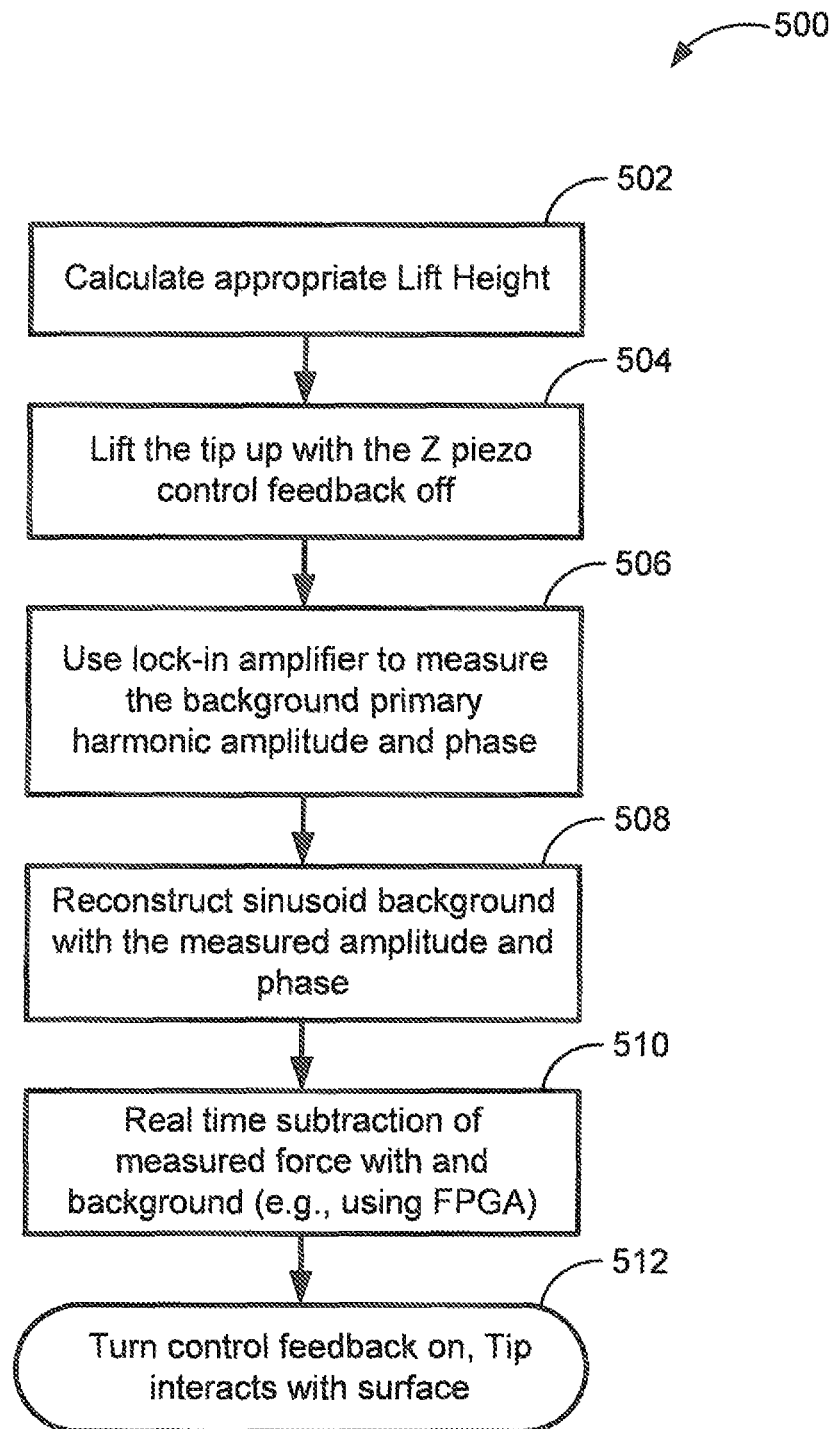 500
502
Calculate appropriate Lift Height
504
Lift the tip up with the Z piezo
control feedback off
506
Use lock-in amplifier to measure
the background primary
harmonic amplitude and phase
508
Reconstruct sinusoid background
with the measured amplitude and
phase
510
Real time subtraction of
measured force with and
background (e.g., using FPGA)
512
Turn control feedback on, Tip
interacts with surface